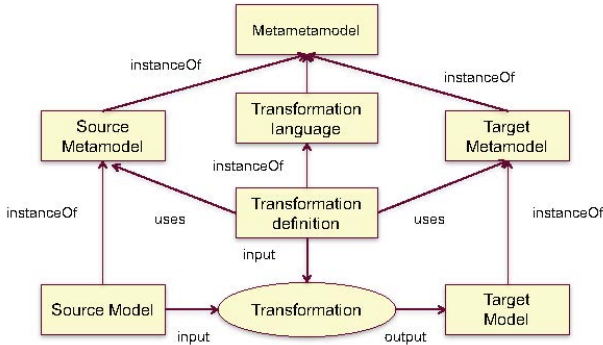 Metametamodel
instanceOf
instanceOf
Source
Metamodel
Transformation
language
Target
Metamodel
instanceOf
instanceOf
uses
Transformation
definition
uses
instanceOf
input
Source Model
Transformation
Target
Model
input
output